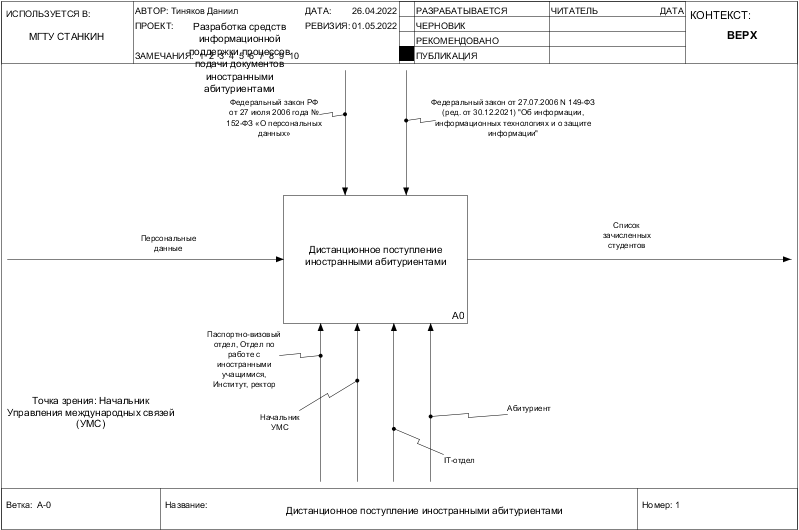 ИСПОЛЬЗУЕТСЯ В:
МГТУ СТАНКИН
АВТОР: Тиняков Даниил
ДАТА: 26.04.2022
ПРОЕКТ:
Разработка средств
информационной
поддержки процессов
подачи документов
иностранными
абитуриентами
РЕВИЗИЯ: 01.05.2022
ЗАМЕЧАНИЯ: 1 2 3 4 5 6 7 8 9 10
РАЗРАБАТЫВАЕТСЯ
ЧЕРНОВИК
РЕКОМЕНДОВАНО
ПУБЛИКАЦИЯ
ЧИТАТЕЛЬ
ДАТА
КОНТЕКСТ:
ВЕРХ
Федеральный закон РФ
от 27 июля 2006 года №
152-ФЗ «О персональных
данных»
Федеральный закон от 27.07.2006 N 149-ФЗ
(ред. от 30.12.2021) "Об информации,
информационных технологиях и о защите
информации"
Персональные
данные
Дистанционное поступление
иностранными абитуриентами
A0
Список
зачисленных
студентов
Паспортно-визовый
отдел, Отдел по
работе с
иностранными
учащимися,
Институт, ректор
Начальник
УМС
IT-отдел
Абитуриент
Точка зрения: Начальник
Управления международных связей
(УМС)
Ветка: A-0
Название:
Дистанционное поступление иностранными абитуриентами
Номер: 1